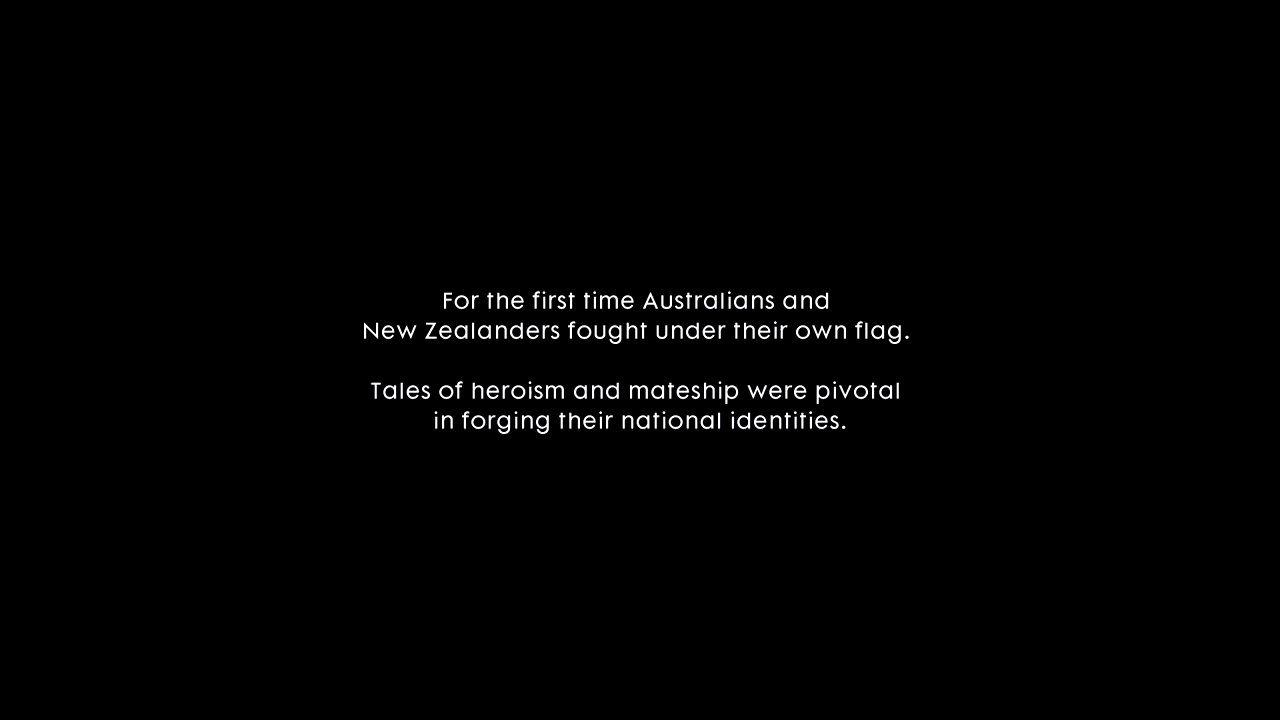 For the first time Australians and
New Zealanders fought under their own flag.
Tales of heroism and mateship were pivotal
in forging their national identities.